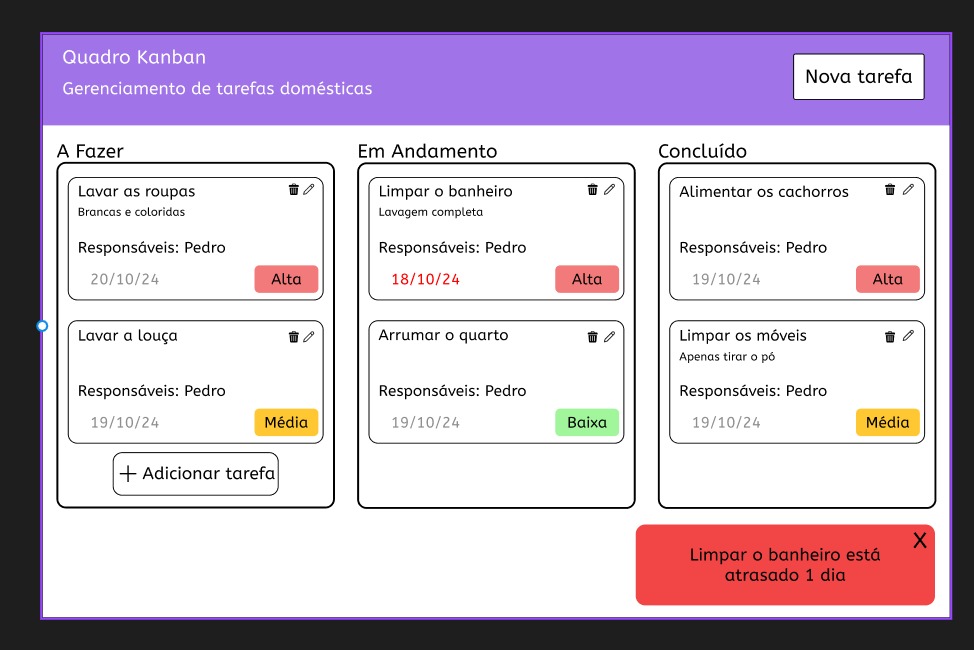 Quadro Kanban
Gerenciamento de tarefas domésticas
Nova tarefa
A Fazer
Lavar as roupas
Brancas e coloridas
Responsáveis: Pedro
20/10/24
Alta
Lavar a louça
Responsáveis: Pedro
19/10/24
Média
+ Adicionar tarefa
Em Andamento
Limpar o banheiro
Lavagem completa
Responsáveis: Pedro
18/10/24
Alta
Arrumar o quarto
Responsáveis: Pedro
19/10/24
Baixa
Concluído
Alimentar os cachorros
Responsáveis: Pedro
19/10/24
Alta
Limpar os móveis
Apenas tirar o pó
Responsáveis: Pedro
19/10/24
Média
X
Limpar o banheiro está
atrasado 1 dia